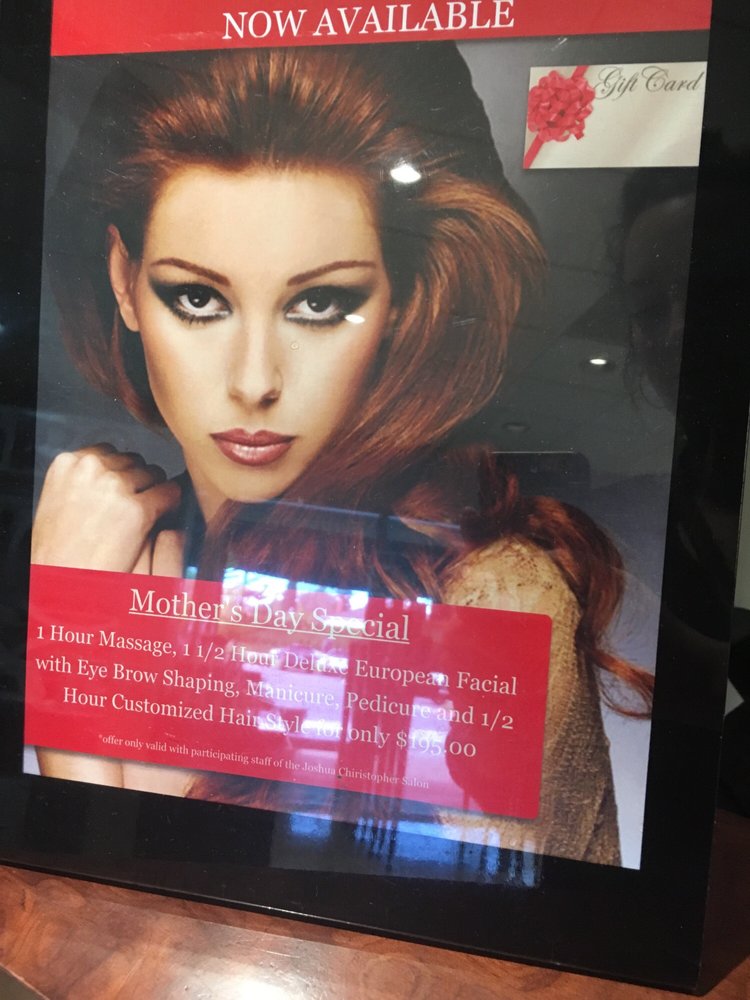 NOW AVAILABLE
Gift Card
Mother's Day Special
1 Hour Massage, 1 1/2 Hour Deluxe European Facial
with Eye Brow Shaping, Manicure, Pedicure and 1/2
Hour Customized Hair Style for only $195.00
*offer only valid with participating staff of the Joshua Chiristopher Salon